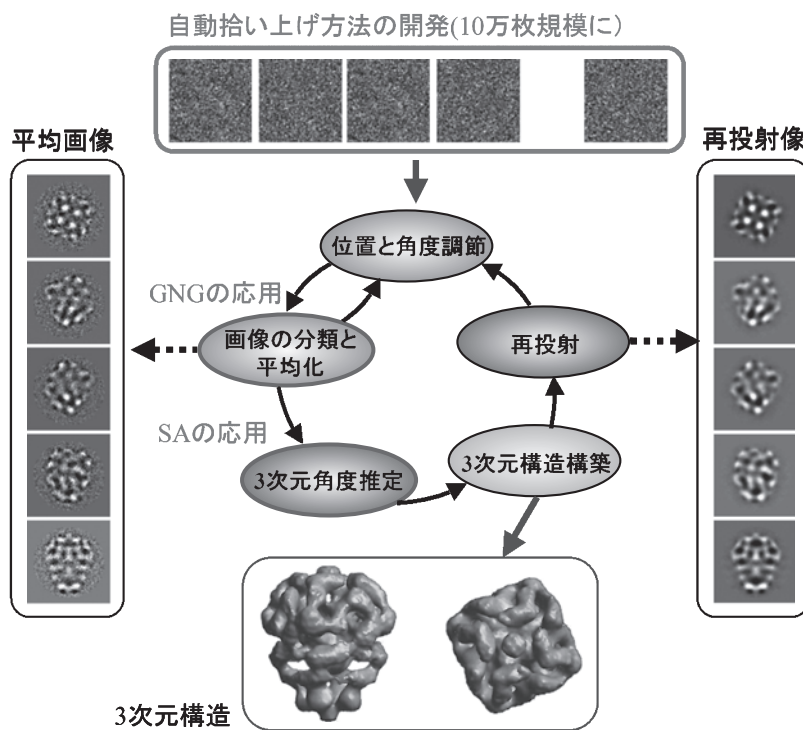 自動拾い上げ方法の開発(10万枚規模に)
平均画像
再投射像
位置と角度調節
GNGの応用
画像の分類と
平均化
再投射
SAの応用
3次元角度推定
3次元構造構築
3次元構造